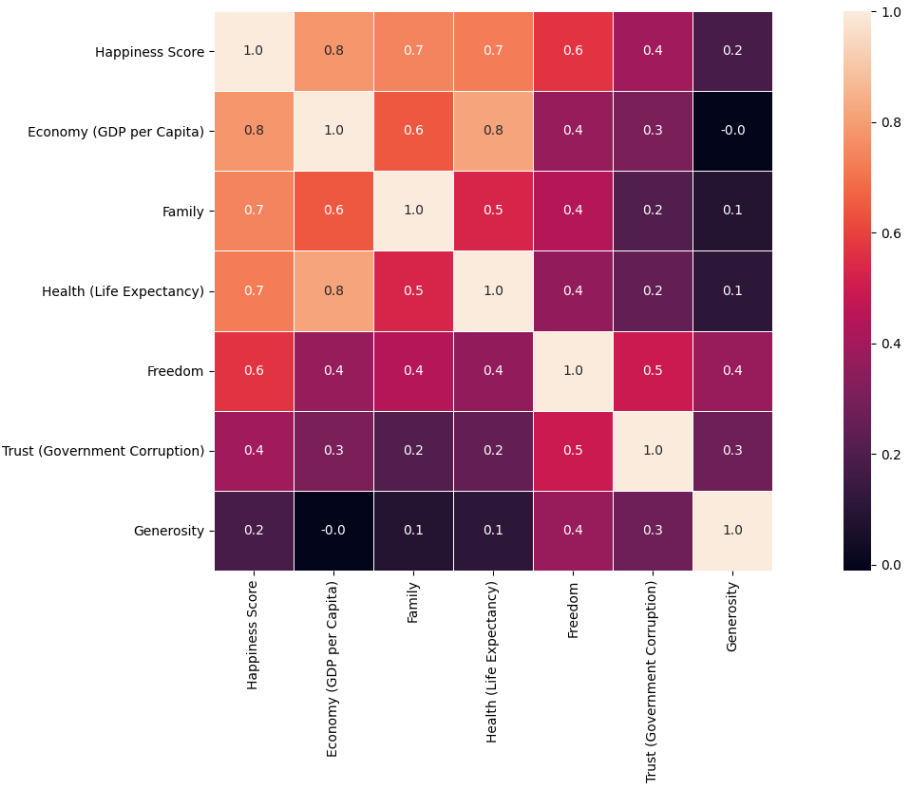 Happiness Score 1.0 0.8 0.7 0.7 0.6 0.4 0.2
Economy (GDP per Capita) 0.8 1.0 0.6 0.8 0.4 0.3 -0.0
Family 0.7 0.6 1.0 0.5 0.4 0.2 0.1
Health (Life Expectancy) 0.7 0.8 0.5 1.0 0.4 0.2 0.1
Freedom 0.6 0.4 0.4 0.4 1.0 0.5 0.4
Trust (Government Corruption) 0.4 0.3 0.2 0.2 0.5 1.0 0.3
Generosity 0.2 -0.0 0.1 0.1 0.4 0.3 1.0
Happiness Score
Economy (GDP per Capita)
Family
Health (Life Expectancy)
Freedom
Trust (Government Corruption)
Generosity
1.0
0.8
0.6
0.4
0.2
0.0